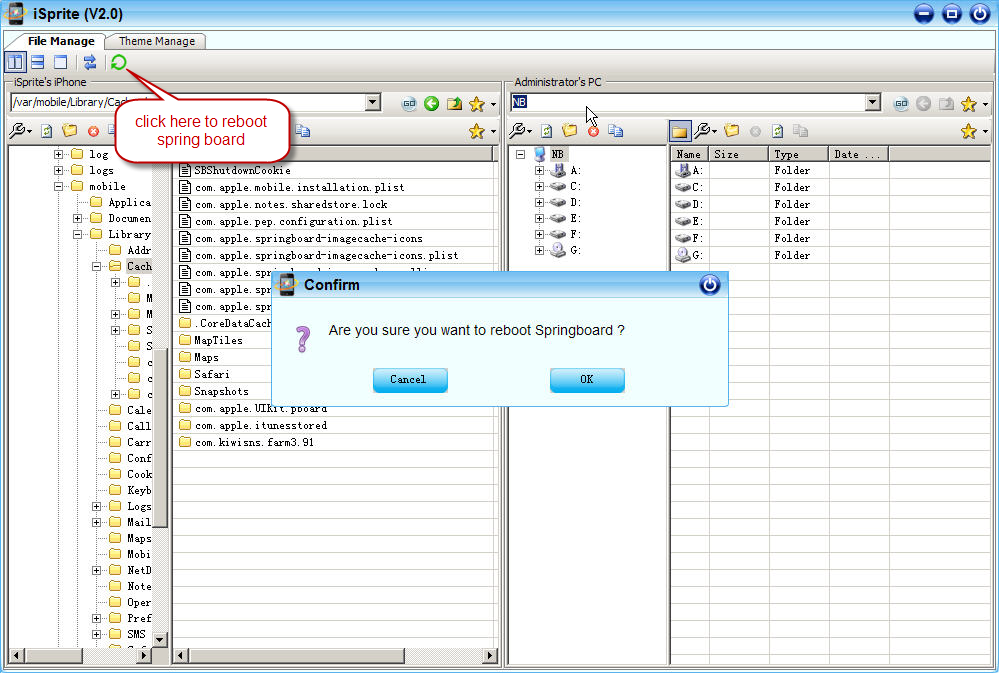 iSprite (V2.0)
File Manage
Theme Manage
iSprite's iPhone
/var/mobile/Library/Cac
GO
click here to reboot
spring board
log
logs
mobile
Applica
Documen
Library
Addr
Cach
.
M
M
S
S
c
c
c
Cale
Call
Carr
Conf
Cook
Keyb
Logs
Mail
Maps
Mobi
NetD
Note
Oper
Pref
SMS
SBShutdownCookie
com.apple.mobile.installation.plist
com.apple.notes.sharedstore.lock
com.apple.pep.configuration.plist
com.apple.springboard-imagecache-icons
com.apple.springboard-imagecache-icons.plist
com.apple.spr
com.apple.spr
com.apple.spr
.CoreDataCach
MapTiles
Maps
Safari
Snapshots
com.apple.UIKit.pboard
com.apple.itunesstored
com.kiwisns.farm3.91
Administrator's PC
NB
GO
NB
A:
C:
D:
E:
F:
G:
Name Size Type Date ...
A: Folder
C: Folder
D: Folder
E: Folder
F: Folder
G: Folder
Confirm
Are you sure you want to reboot Springboard ?
Cancel
OK